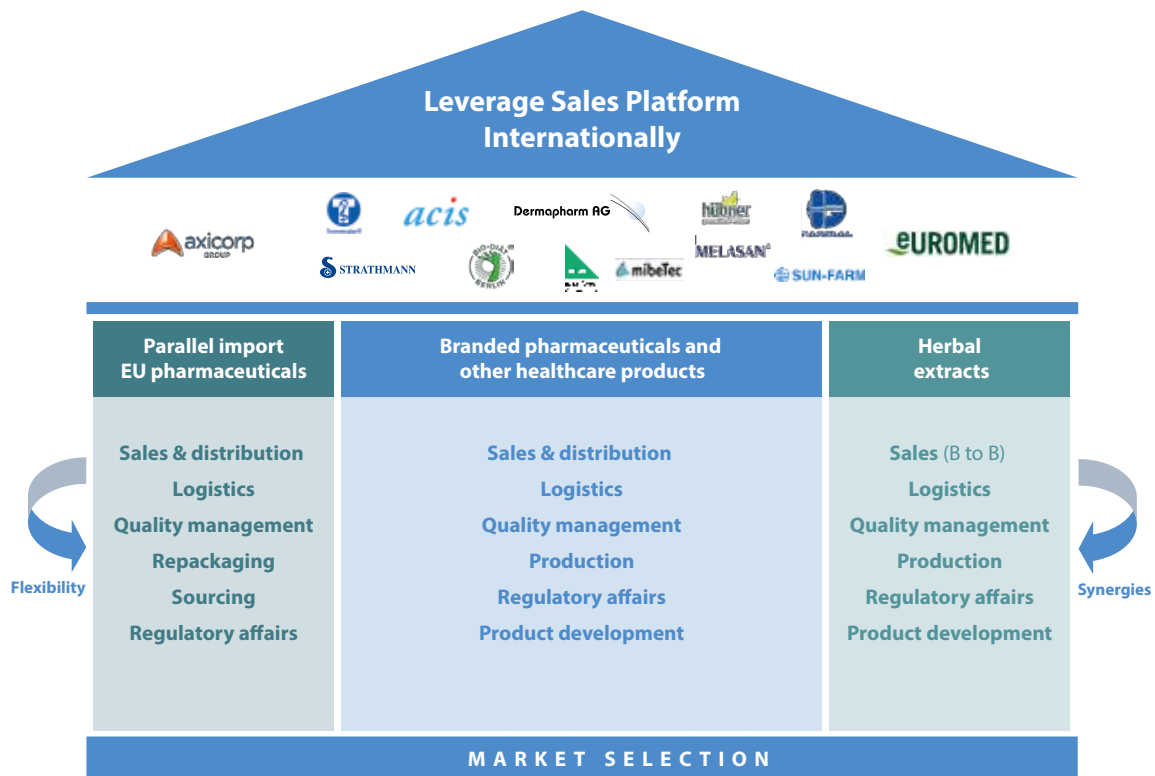 Leverage Sales Platform
Internationally
acis
Dermapharm AG
hübner
axicorp
GROUP
MELASAN
eUROMED
STRATHMANN
BIO-DIÄT
BERLIN
mibeTec
SUN-FARM
Parallel import
EU pharmaceuticals
Branded pharmaceuticals and
other healthcare products
Herbal
extracts
Sales & distribution
Logistics
Quality management
Repackaging
Sourcing
Regulatory affairs
Sales & distribution
Logistics
Quality management
Production
Regulatory affairs
Product development
Sales (B to B)
Logistics
Quality management
Production
Regulatory affairs
Product development
Flexibility
Synergies
MARKET SELECTION